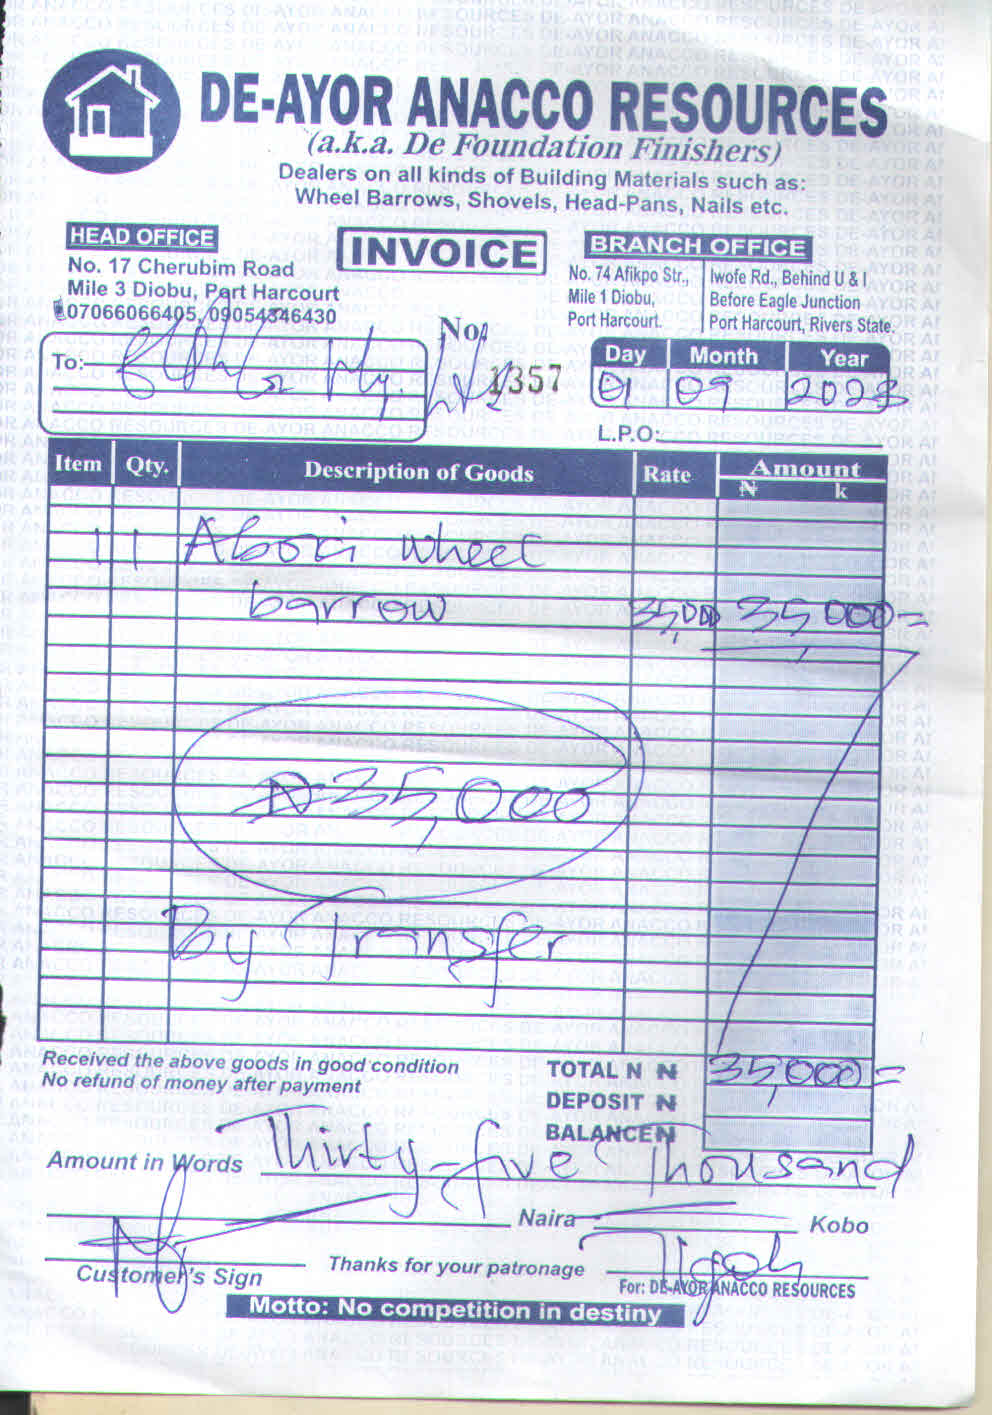 DE-AYOR ANACCO RESOURCES
(a.k.a. De Foundation Finishers)
Dealers on all kinds of Building Materials such as:
Wheel Barrows, Shovels, Head-Pans, Nails etc.
HEAD OFFICE
No. 17 Cherubim Road
Mile 3 Diobu, Port Harcourt
07066066405, 09054346430
INVOICE
BRANCH OFFICE
No. 74 Afikpo Str.,
Mile 1 Diobu,
Port Harcourt.
Iwofe Rd., Behind U & I
Before Eagle Junction
Port Harcourt, Rivers State.
To:
No. 1357
Day Month Year
01 09 2023
L.P.O:
Item Qty. Description of Goods Rate Amount
₦ k
1 1 Aboxi wheel
barrow 35,000 35,000=
₦35,000
By Transfer
Received the above goods in good condition
No refund of money after payment
TOTAL N ₦ 35,000=
DEPOSIT ₦
BALANCE ₦
Amount in Words Thirty-five Thousand
Naira Kobo
Customer's Sign
Thanks for your patronage
For: DE-AYOR ANACCO RESOURCES
Motto: No competition in destiny